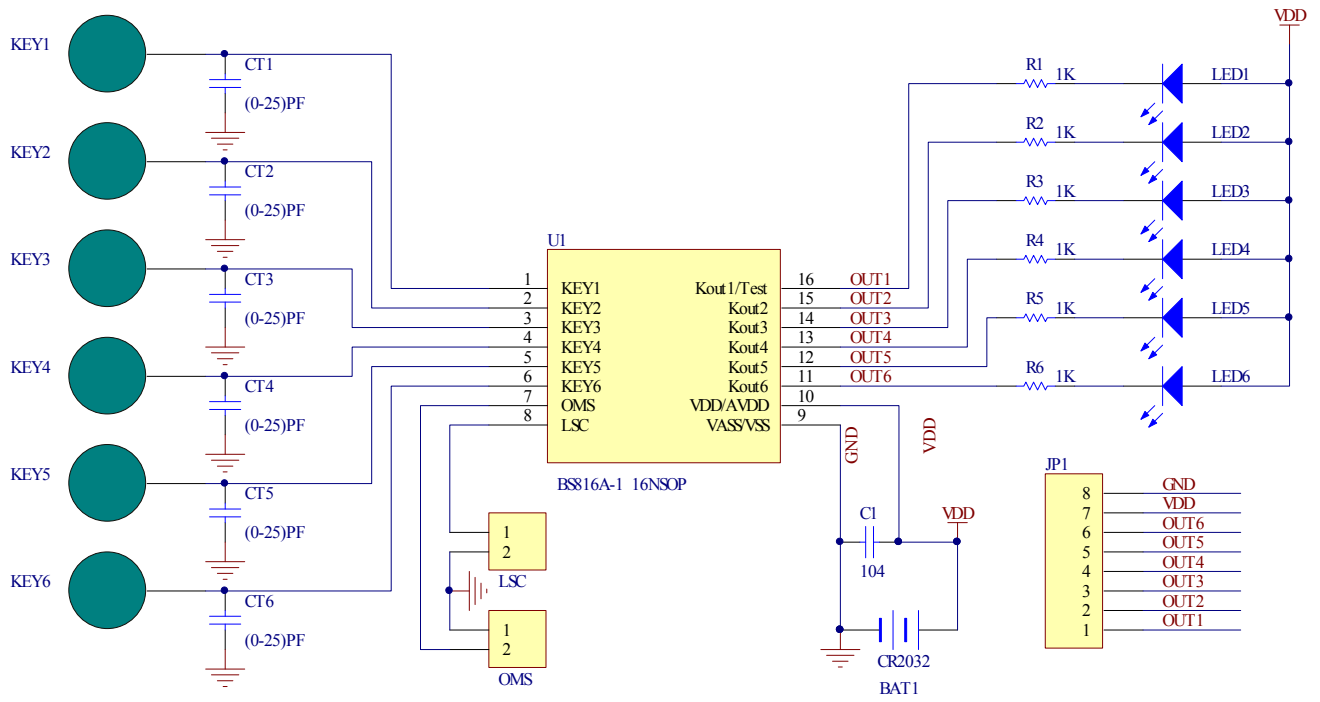 KEY1
CT1
(0-25)PF
KEY2
CT2
(0-25)PF
KEY3
CT3
(0-25)PF
KEY4
CT4
(0-25)PF
KEY5
CT5
(0-25)PF
KEY6
CT6
(0-25)PF
U1
1 KEY1 Kout1/Test 16 OUT1
2 KEY2 Kout2 15 OUT2
3 KEY3 Kout3 14 OUT3
4 KEY4 Kout4 13 OUT4
5 KEY5 Kout5 12 OUT5
6 KEY6 Kout6 11 OUT6
7 OMS VDD/AVDD 10
8 LSC VASS/VSS 9
BS816A-1 16NSOP
GND
VDD
1
2
LSC
1
2
OMS
C1
104
VDD
CR2032
BAT1
VDD
R1 1K LED1
R2 1K LED2
R3 1K LED3
R4 1K LED4
R5 1K LED5
R6 1K LED6
JP1
8 GND
7 VDD
6 OUT6
5 OUT5
4 OUT4
3 OUT3
2 OUT2
1 OUT1